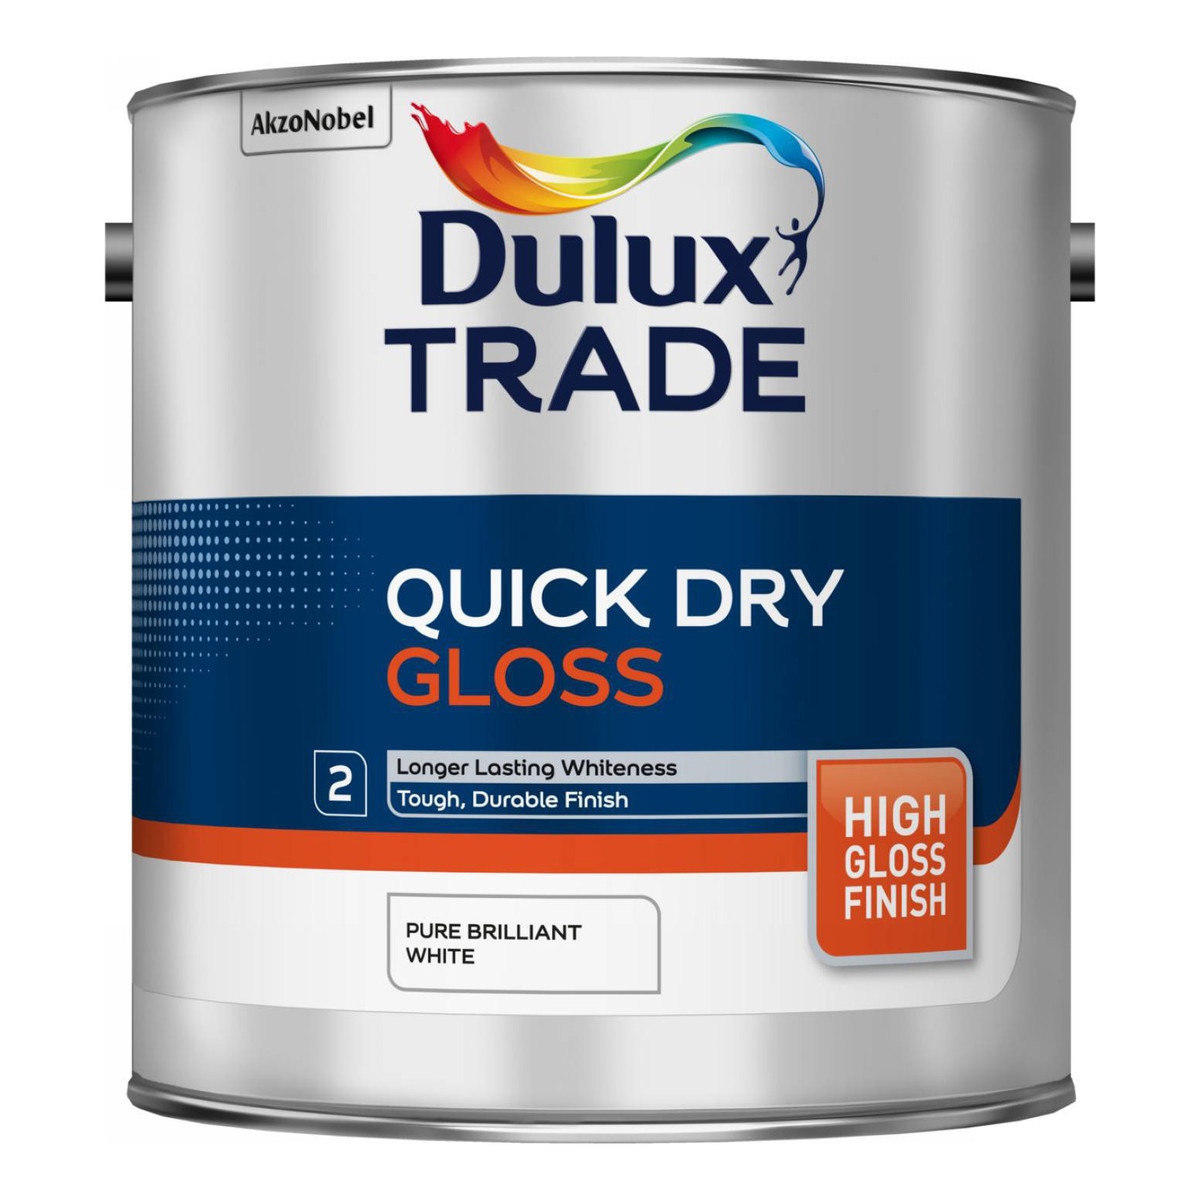 AkzoNobel
Dulux
TRADE
QUICK DRY
GLOSS
2
Longer Lasting Whiteness
Tough, Durable Finish
HIGH
GLOSS
FINISH
PURE BRILLIANT
WHITE